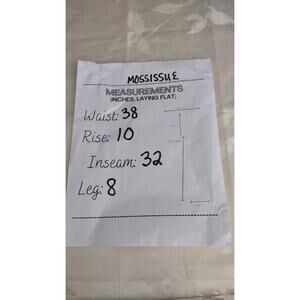 MOSSISSUE
MEASUREMENTS
(INCHES, LAYING FLAT)
Waist: 38
Rise: 10
Inseam: 32
Leg: 8